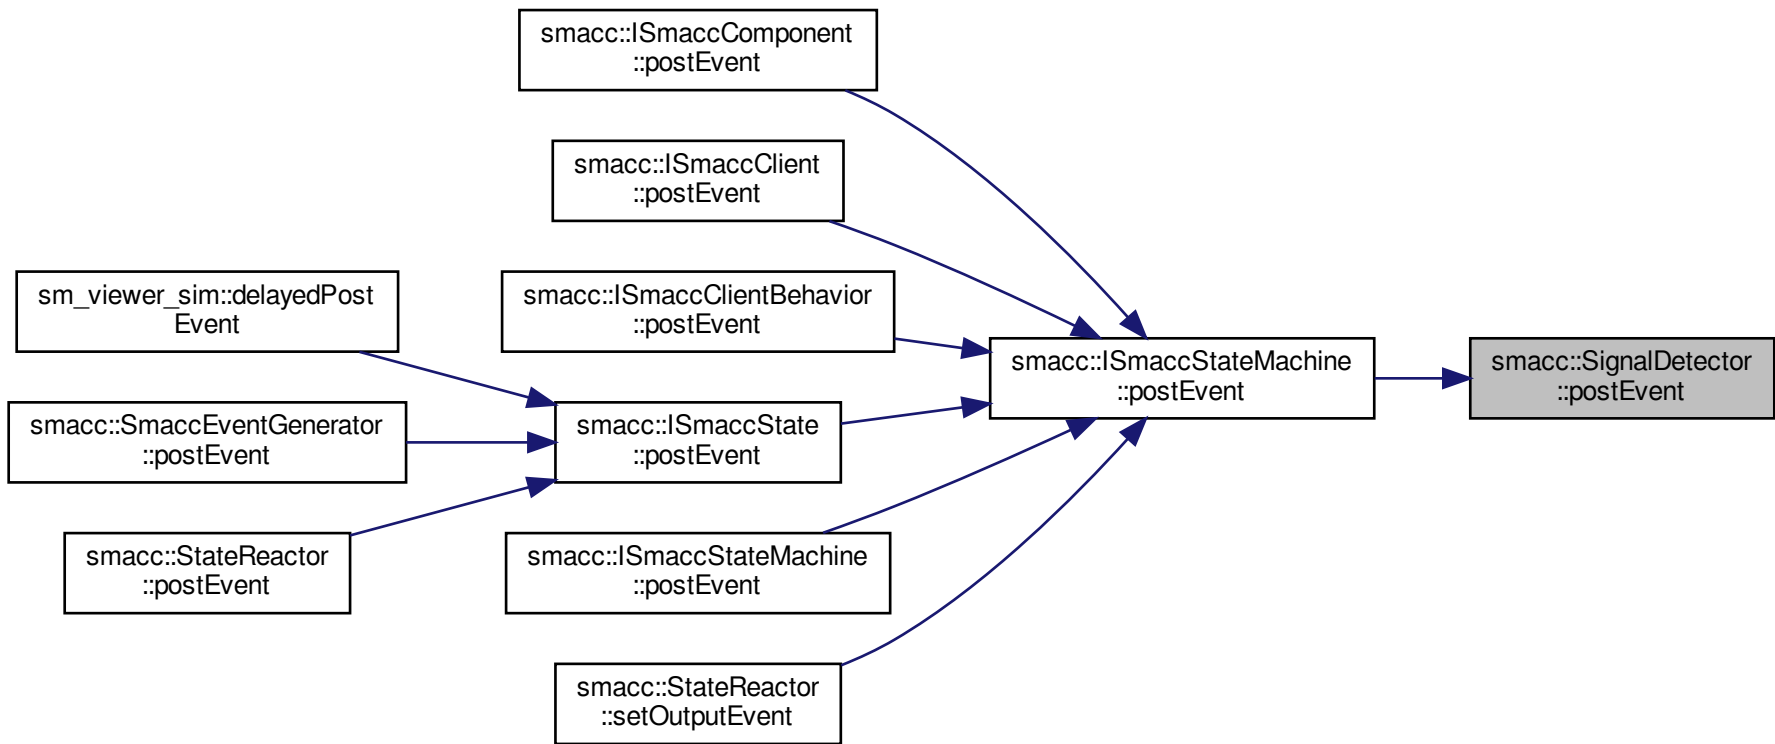 smacc::ISmaccComponent
::postEvent
smacc::ISmaccClient
::postEvent
sm_viewer_sim::delayedPost
Event
smacc::ISmaccClientBehavior
::postEvent
smacc::ISmaccStateMachine
::postEvent
smacc::SignalDetector
::postEvent
smacc::SmaccEventGenerator
::postEvent
smacc::ISmaccState
::postEvent
smacc::StateReactor
::postEvent
smacc::ISmaccStateMachine
::postEvent
smacc::StateReactor
::setOutputEvent